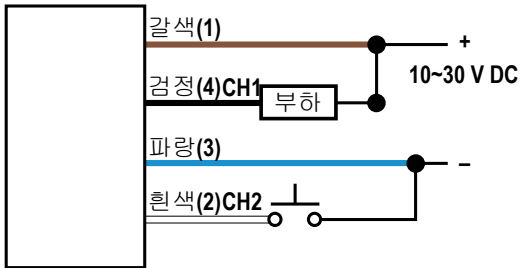 갈색(1)
+
10~30 V DC
검정(4)CH1
부하
파랑(3)
–
흰색(2)CH2